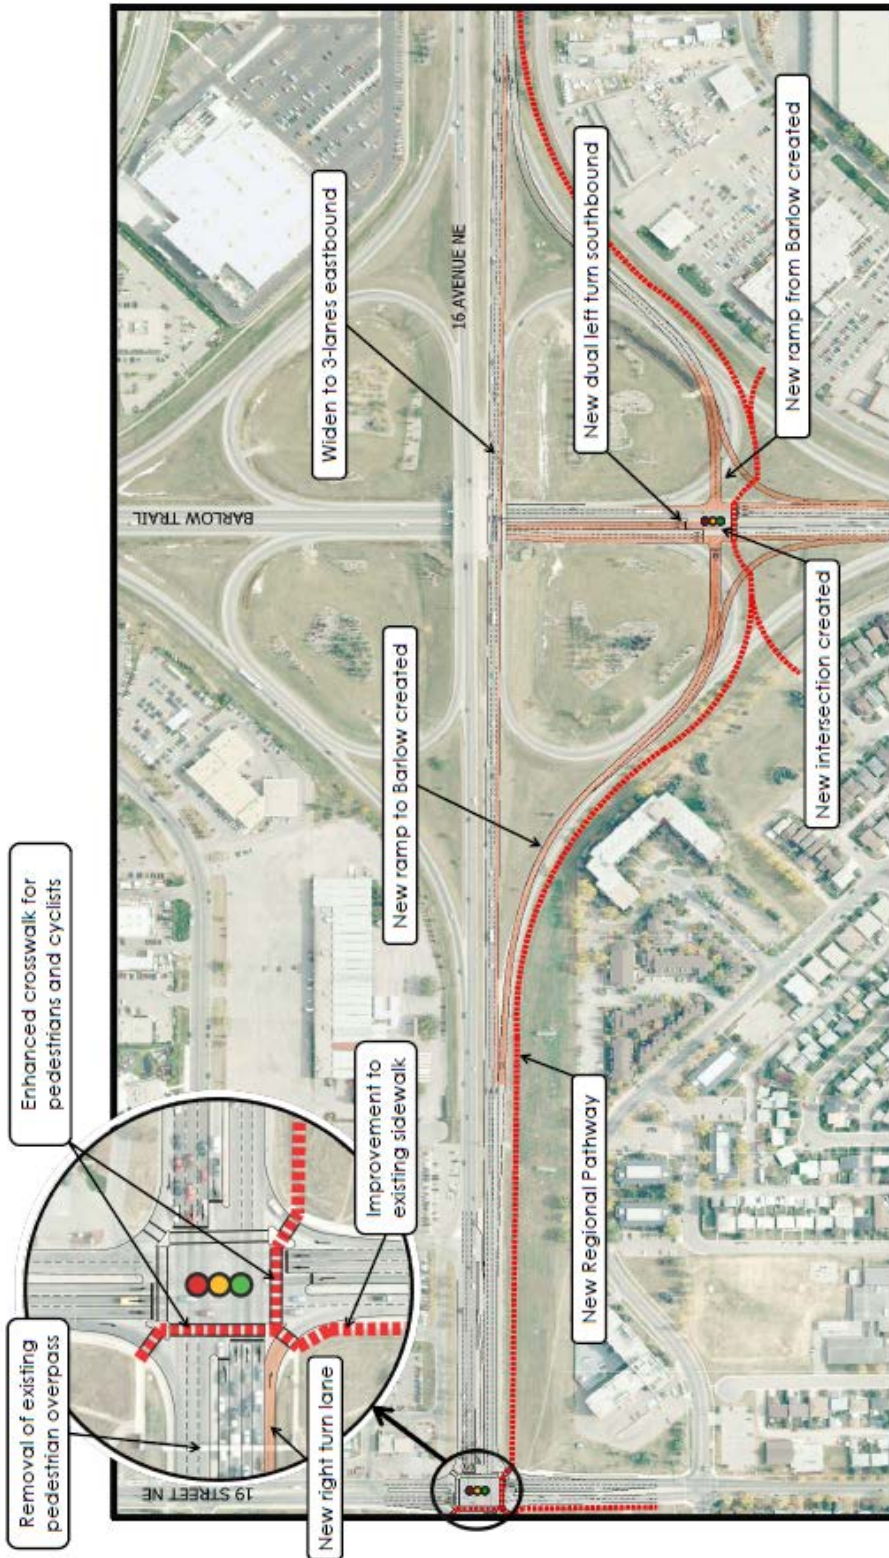 Removal of existing
pedestrian overpass
Enhanced crosswalk for
pedestrians and cyclists
19 STREET NE
New right turn lane
Improvement to
existing sidewalk
New Regional Pathway
New ramp to Barlow created
BARLOW TRAIL
Widen to 3-lanes eastbound
16 AVENUE NE
New dual left turn southbound
New intersection created
New ramp from Barlow created